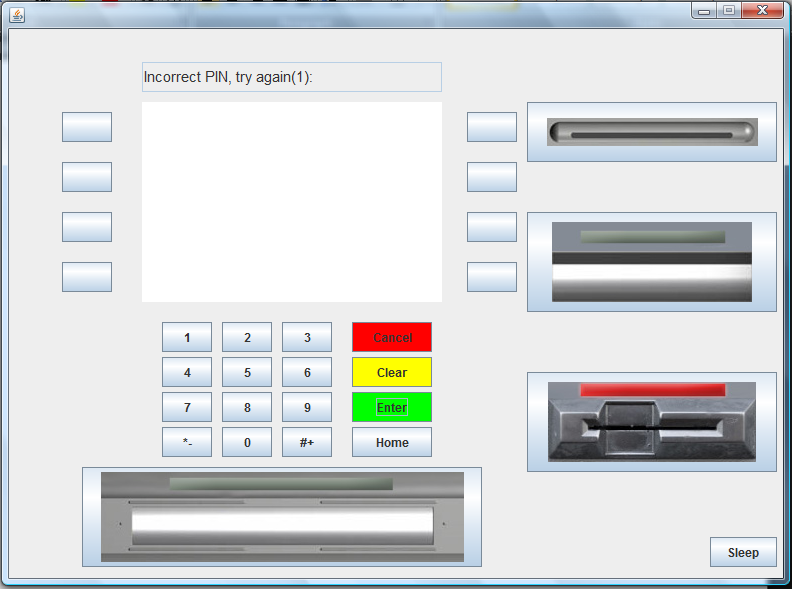 Incorrect PIN, try again(1):
1 2 3 Cancel
4 5 6 Clear
7 8 9 Enter
*- 0 #+ Home
Sleep